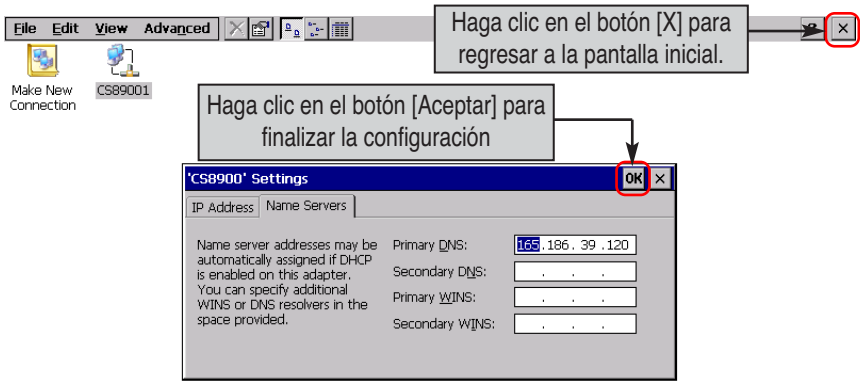 File Edit View Advanced
? ×
Haga clic en el botón [X] para
regresar a la pantalla inicial.
Make New
Connection
CS89001
Haga clic en el botón [Aceptar] para
finalizar la configuración
'CS8900' Settings
OK ×
IP Address Name Servers
Name server addresses may be
automatically assigned if DHCP
is enabled on this adapter.
You can specify additional
WINS or DNS resolvers in the
space provided.
Primary DNS: 165.186. 39 .120
Secondary DNS: . . .
Primary WINS: . . .
Secondary WINS: . . .